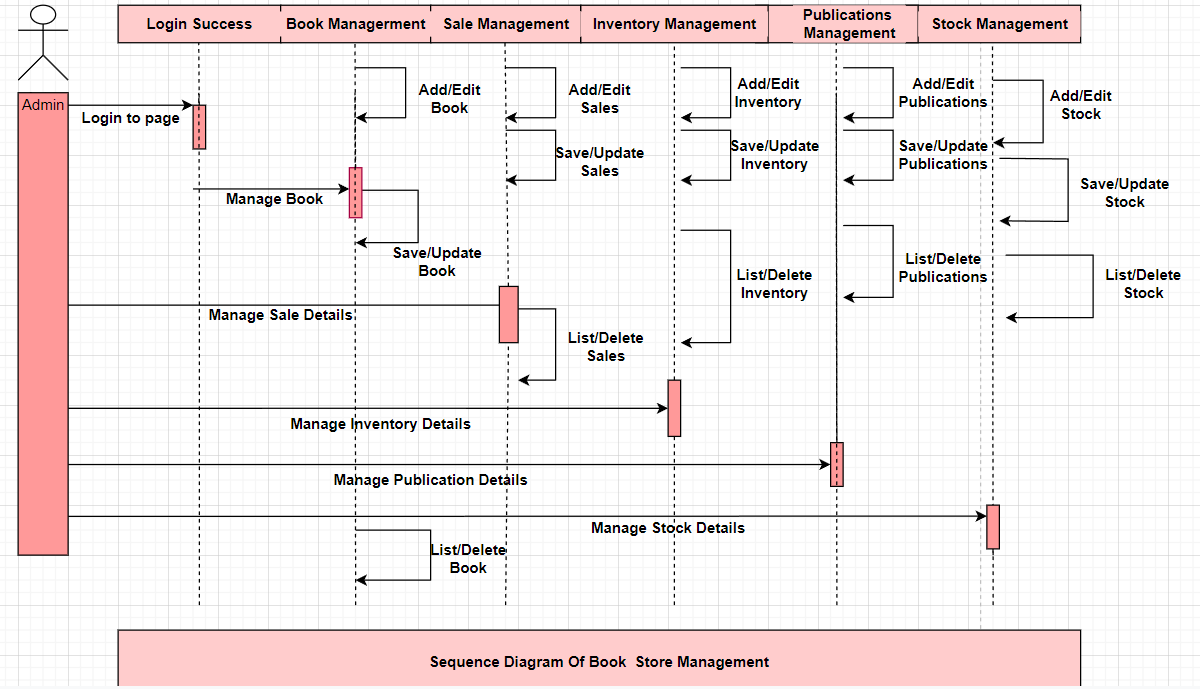 Login Success
Book Managerment
Sale Management
Inventory Management
Publications
Management
Stock Management
Admin
Login to page
Add/Edit
Book
Add/Edit
Sales
Add/Edit
Inventory
Add/Edit
Publications
Add/Edit
Stock
Save/Update
Sales
Save/Update
Inventory
Save/Update
Publications
Save/Update
Stock
Manage Book
Save/Update
Book
List/Delete
Inventory
List/Delete
Publications
List/Delete
Stock
Manage Sale Details
List/Delete
Sales
Manage Inventory Details
Manage Publication Details
Manage Stock Details
List/Delete
Book
Sequence Diagram Of Book Store Management